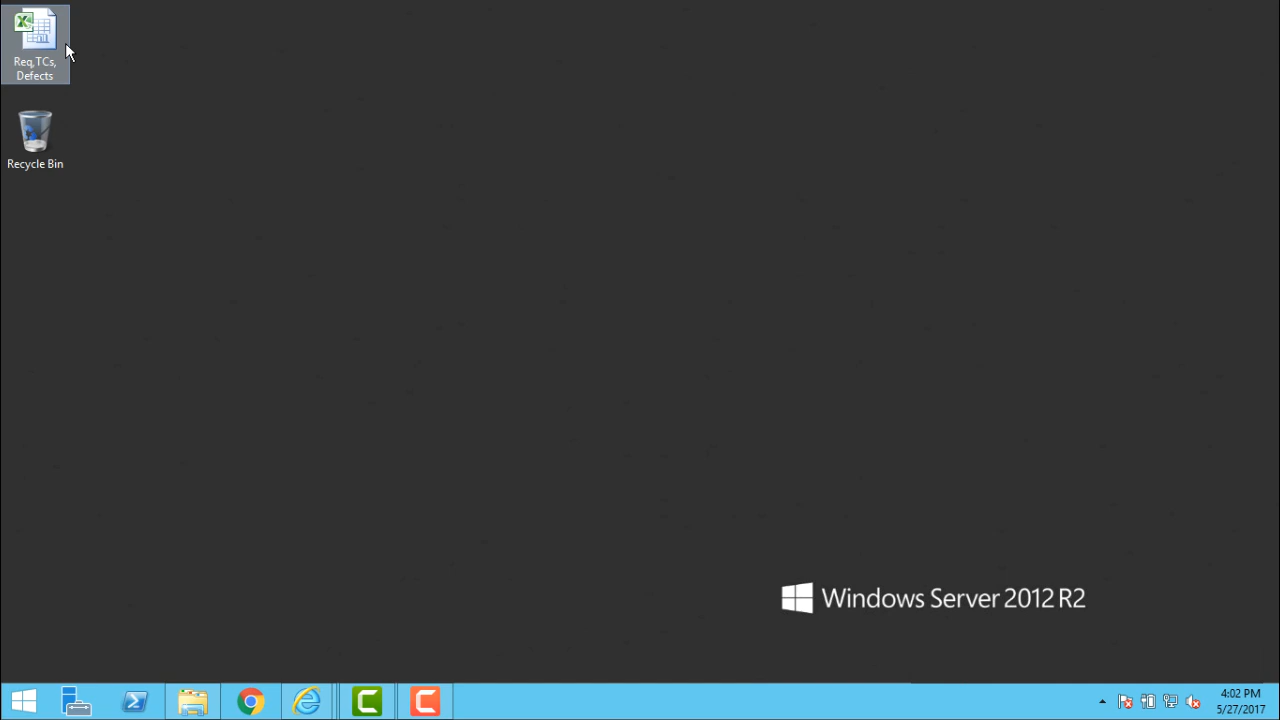 Req,TCs,
Defects
Recycle Bin
Windows Server 2012 R2
4:02 PM
5/27/2017